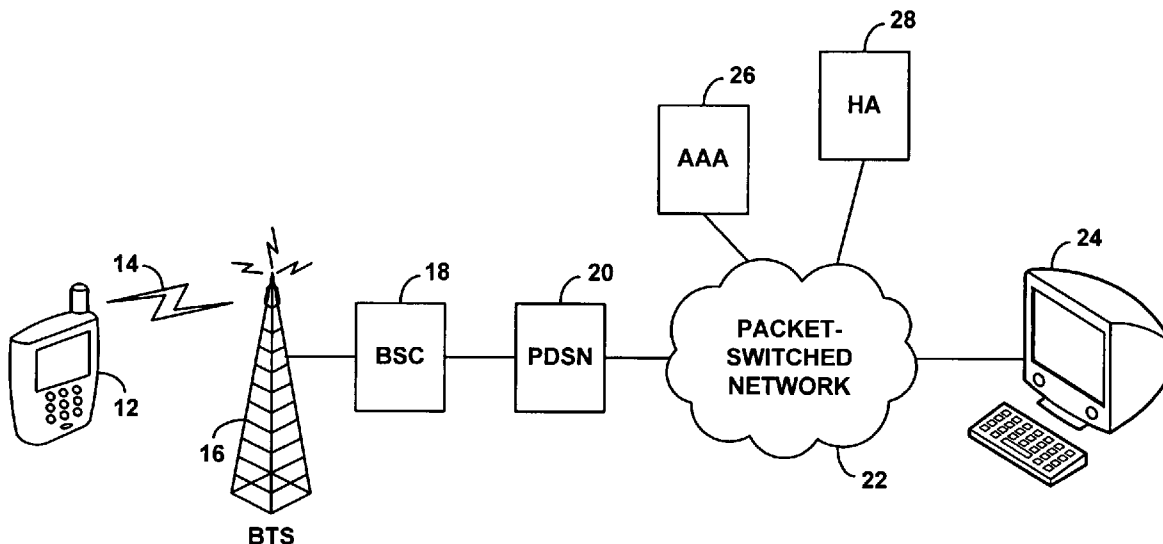 28
26
HA
AAA
24
14
18
20
BSC
PDSN
PACKET-
SWITCHED
NETWORK
12
16
22
BTS